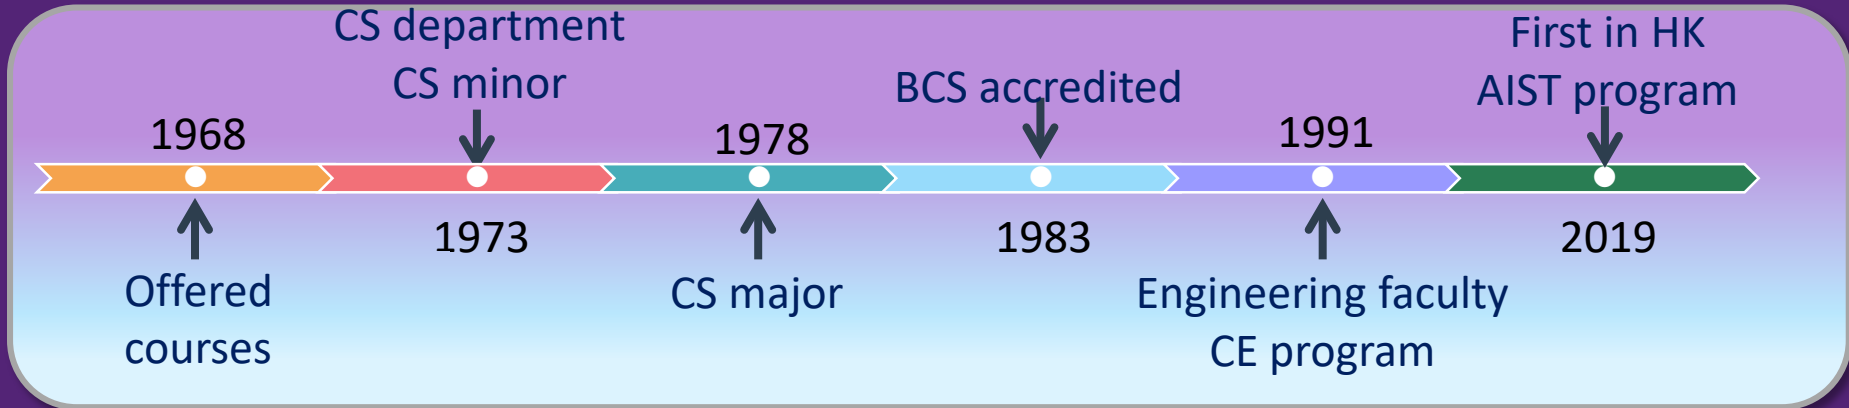 1968
Offered
courses
CS department
CS minor
1973
1978
CS major
BCS accredited
1983
1991
Engineering faculty
CE program
First in HK
AIST program
2019